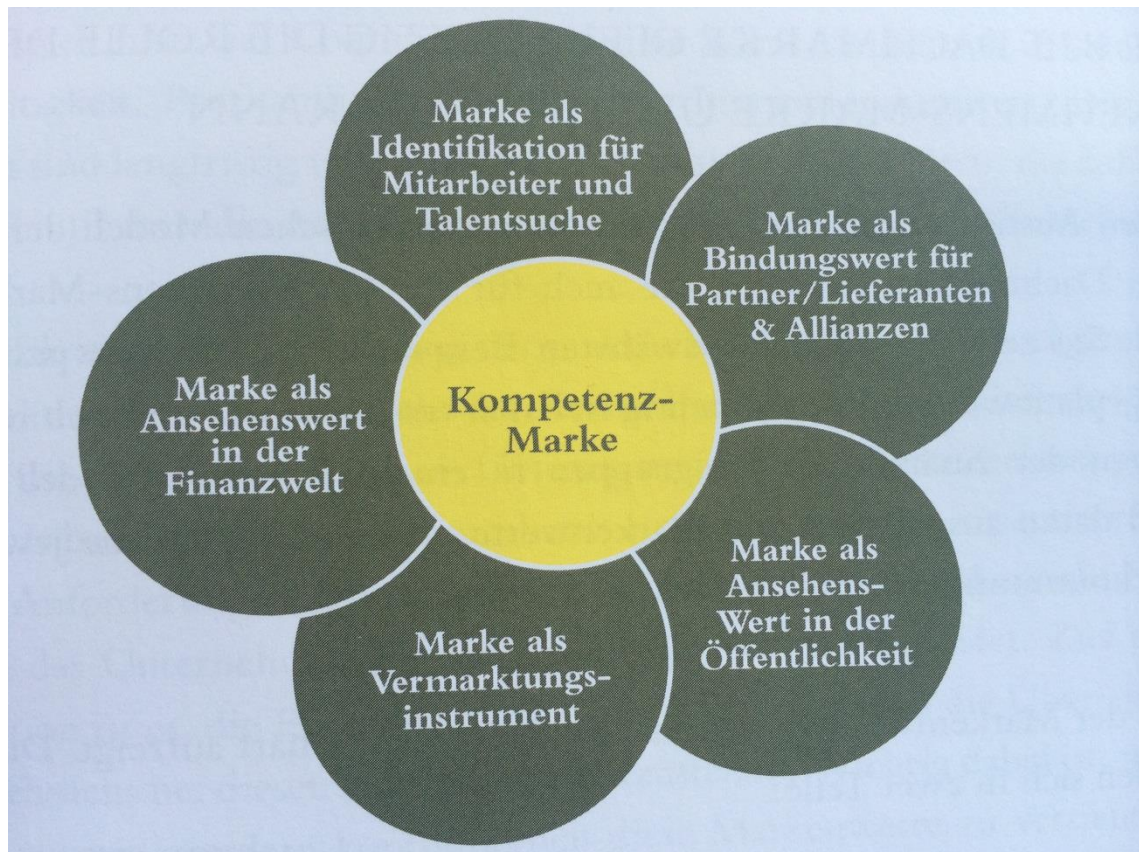 Marke als
Identifikation für
Mitarbeiter und
Talentsuche
Marke als
Bindungswert für
Partner/Lieferanten
& Allianzen
Marke als
Ansehenswert
in der
Finanzwelt
Kompetenz-
Marke
Marke als
Ansehens-
Wert in der
Öffentlichkeit
Marke als
Vermarktungs-
instrument